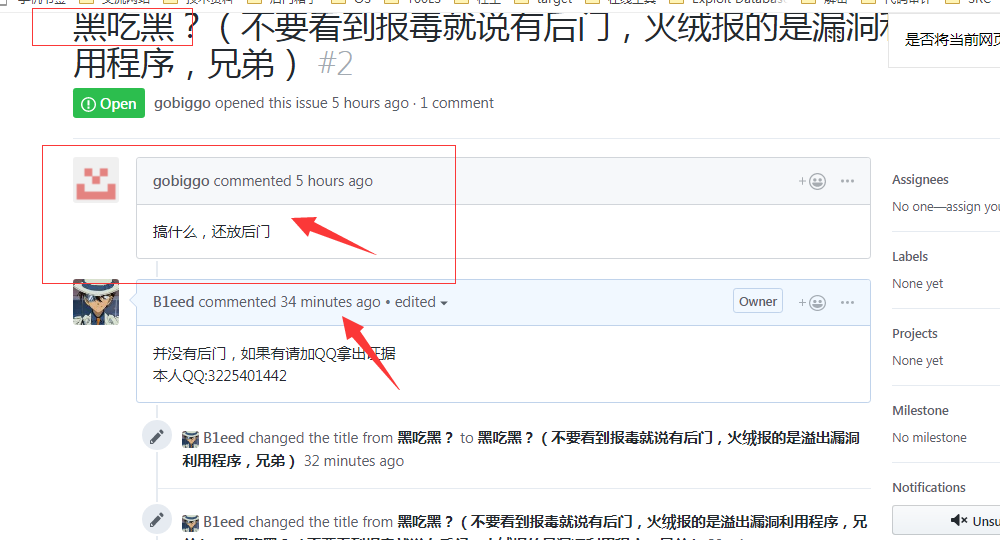 黑吃黑？（不要看到报毒就说有后门，火绒报的是漏洞利
用程序，兄弟） #2
是否将当前网页
Open gobiggo opened this issue 5 hours ago · 1 comment
gobiggo commented 5 hours ago
搞什么，还放后门
B1eed commented 34 minutes ago • edited
Owner
并没有后门，如果有请加QQ拿出证据
本人QQ:3225401442
B1eed changed the title from 黑吃黑？ to 黑吃黑？（不要看到报毒就说有后门，火绒报的是溢出漏洞
利用程序，兄弟） 32 minutes ago
B1eed changed the title from 黑吃黑？（不要看到报毒就说有后门，火绒报的是溢出漏洞利用程序，兄
Assignees
No one—assign you
Labels
None yet
Projects
None yet
Milestone
No milestone
Notifications
Unsu